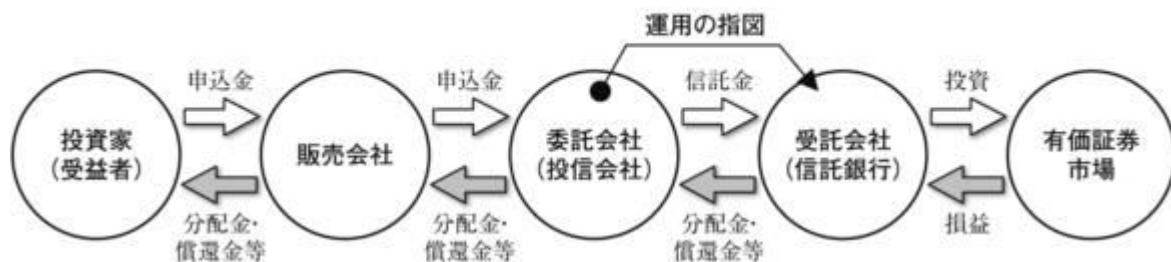 運用の指図
申込金
申込金
信託金
投資
投資家
(受益者)
販売会社
委託会社
(投信会社)
受託会社
(信託銀行)
有価証券
市場
分配金・
償還金等
分配金・
償還金等
分配金・
償還金等
損益